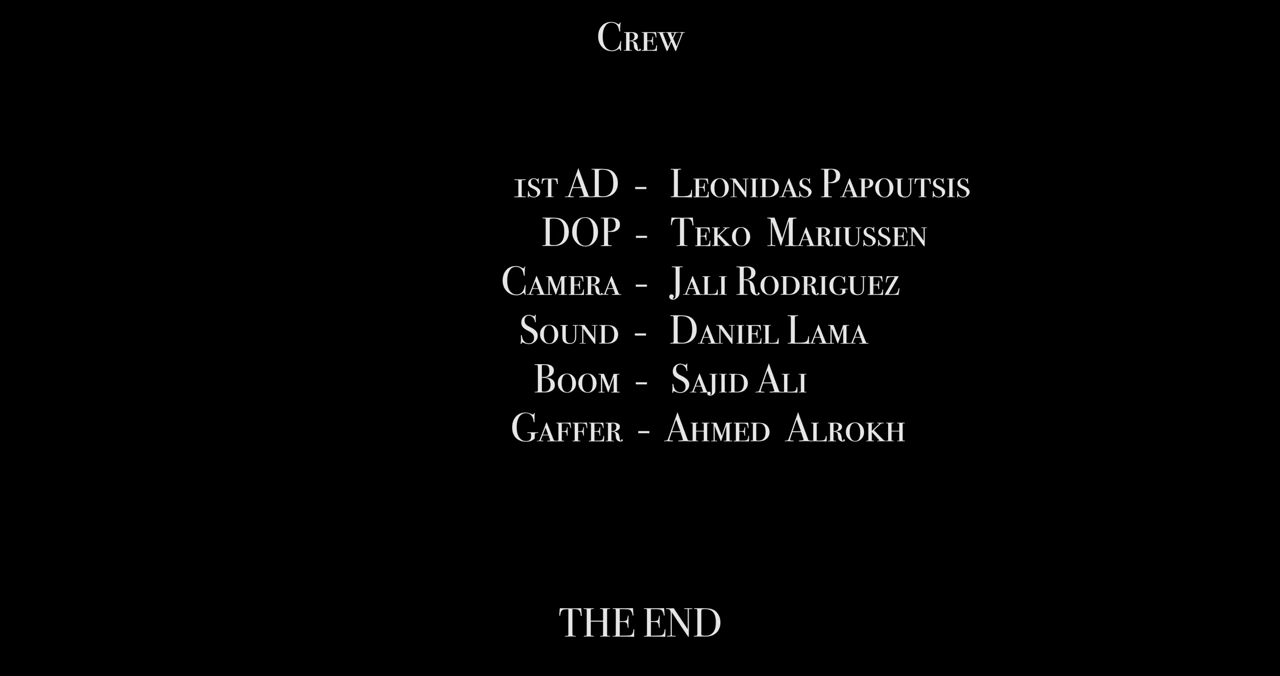 Crew
1st AD - Leonidas Papoutsis
DOP - Teko Mariussen
Camera - Jali Rodriguez
Sound - Daniel Lama
Boom - Sajid Ali
Gaffer - Ahmed Alrokh
THE END